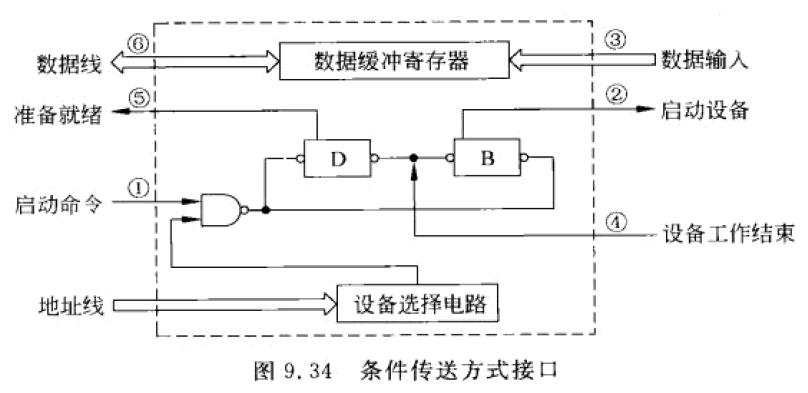 ⑥ ③
数据线 数据缓冲寄存器 数据输入
⑤ ②
准备就绪 启动设备
D B
①
启动命令 ④
设备工作结束
地址线 设备选择电路
图 9.34 条件传送方式接口